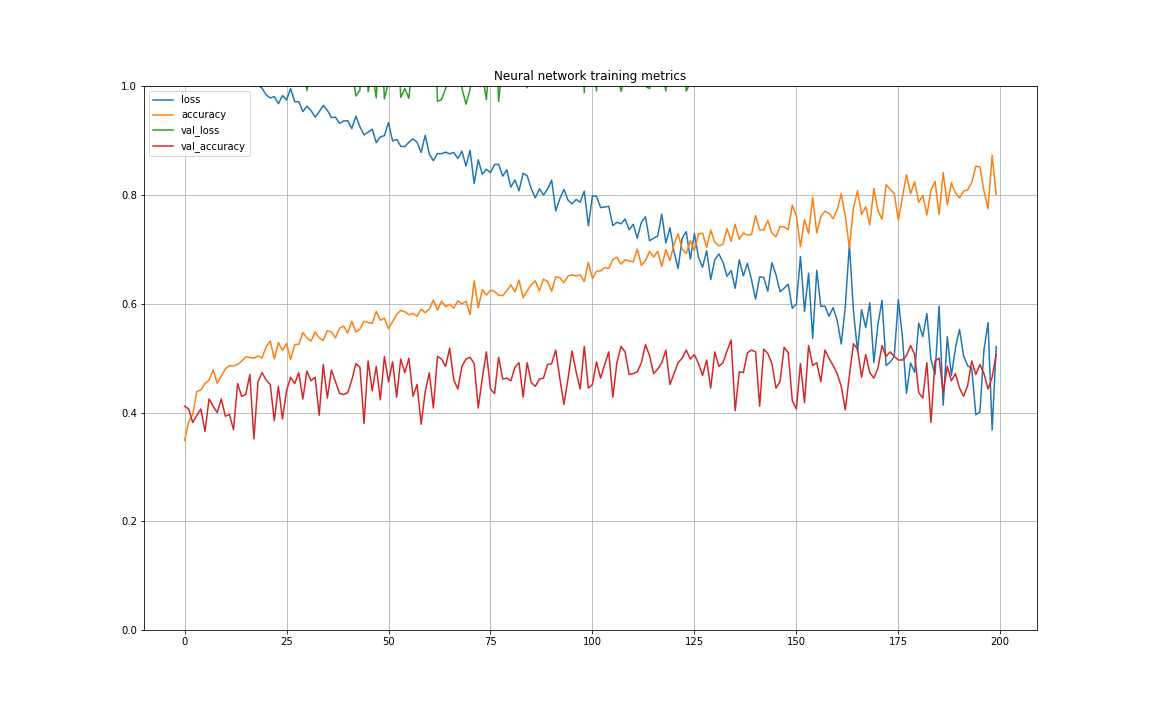 Neural network training metrics
1.0
loss
accuracy
val_loss
val_accuracy
0.8
0.6
0.4
0.2
0.0
0 25 50 75 100 125 150 175 200